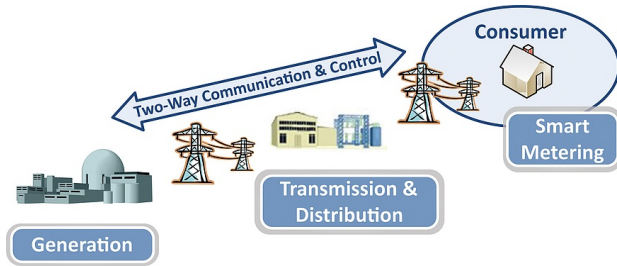 Consumer
Two-Way Communication & Control
Smart
Metering
Transmission &
Distribution
Generation